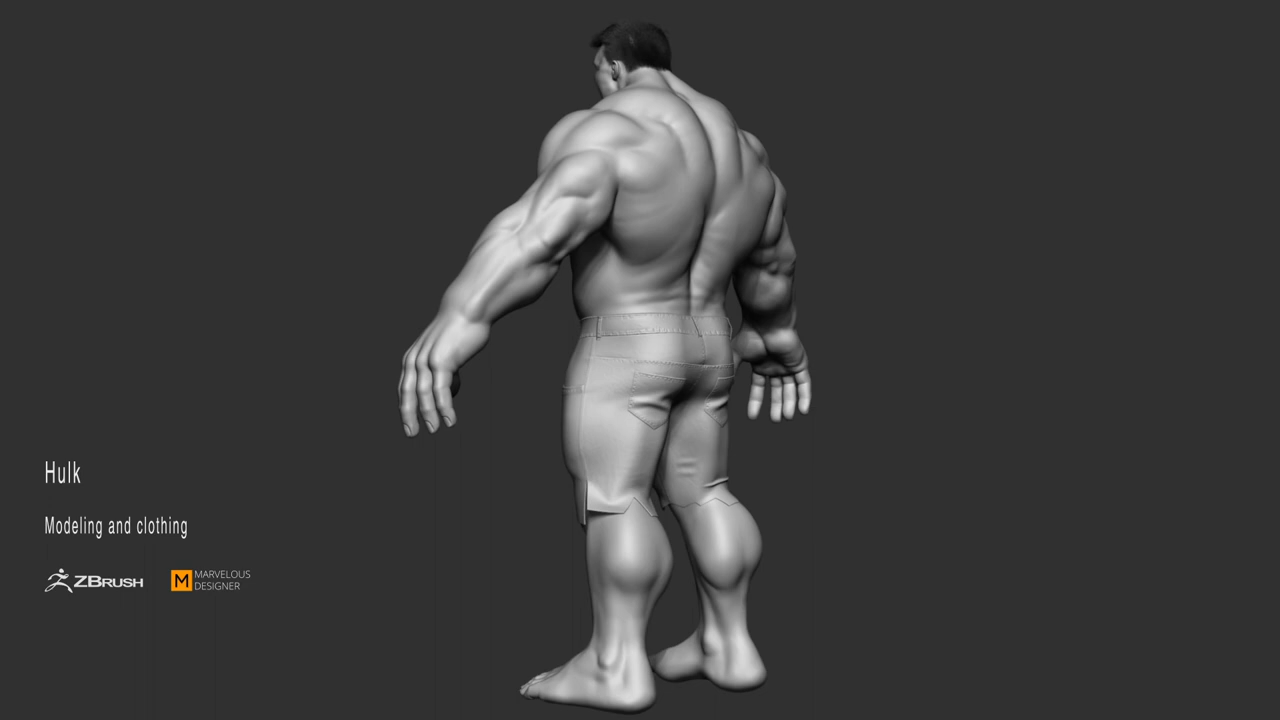 Hulk
Modeling and clothing
ZBRUSH
M MARVELOUS
DESIGNER